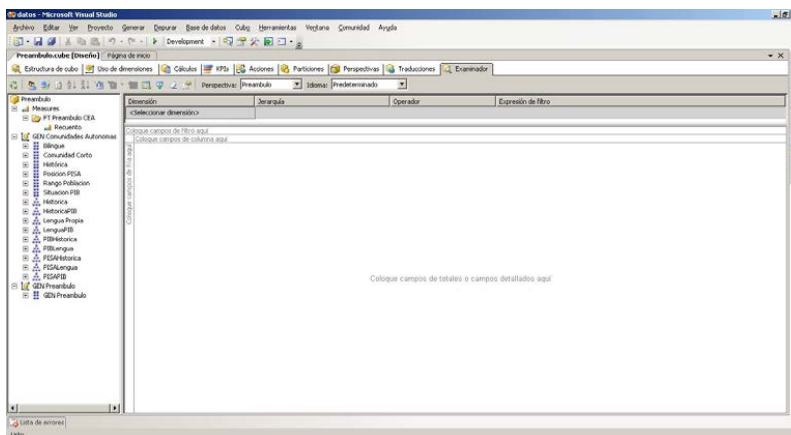 datos - Microsoft Visual Studio
Archivo Editar Ver Proyecto Generar Depurar Base de datos Cubo Herramientas Ventana Comunidad Ayuda
Development
Preambulo.cube [Diseño] Página de inicio
Estructura de cubo Uso de dimensiones Cálculos KPIs Acciones Particiones Perspectivas Traducciones Examinador
Perspectiva: Preambulo Idioma: Predeterminado
Preambulo
Measures
FT Preambulo CEA
Recuento
GEN Comunidades Autonomas
Bilingue
Comunidad Corto
Histórica
Posicion PISA
Rango Poblacion
Situacion PIB
Historica
HistoricaPIB
Lengua Propia
LenguaPIB
PIBHistorica
PIBLengua
PISAHistorica
PISALengua
PISAPIB
GEN Preambulo
GEN Preambulo
Dimensión Jerarquía Operador Expresión de filtro
<Seleccionar dimensión>
Coloque campos de filtro aquí
Coloque campos de columna aquí
Coloque campos de fila aquí
Coloque campos de totales o campos detallados aquí
Lista de errores
Listo